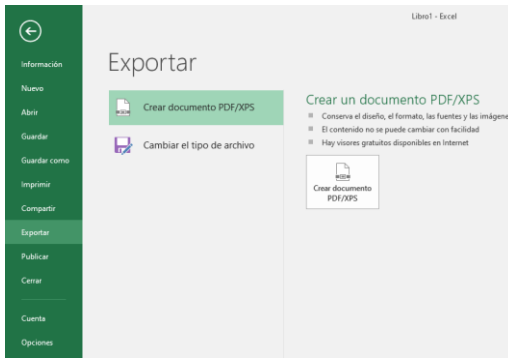 Libro1 - Excel
Información
Nuevo
Abrir
Guardar
Guardar como
Imprimir
Compartir
Exportar
Publicar
Cerrar
Cuenta
Opciones
Exportar
Crear documento PDF/XPS
Cambiar el tipo de archivo
Crear un documento PDF/XPS
Conserva el diseño, el formato, las fuentes y las imágene
El contenido no se puede cambiar con facilidad
Hay visores gratuitos disponibles en Internet
Crear documento
PDF/XPS